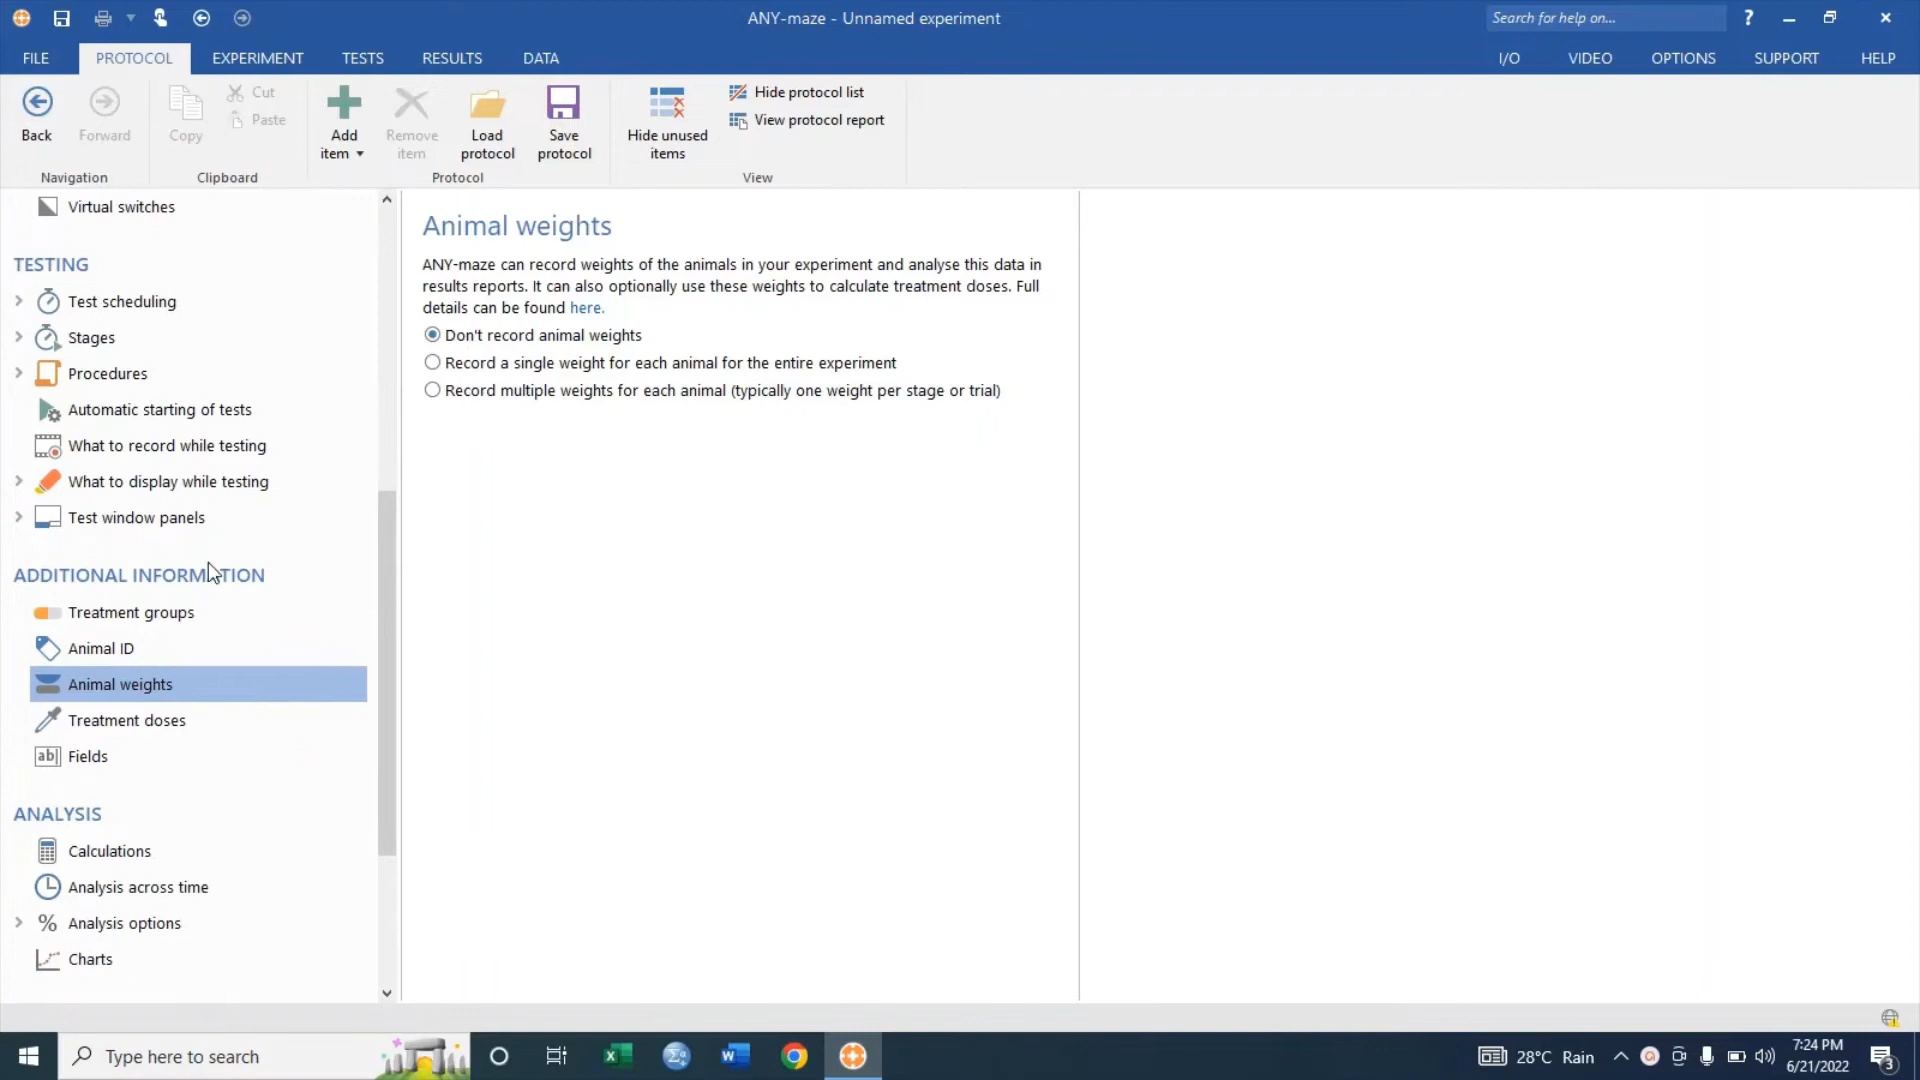 ANY-maze - Unnamed experiment
Search for help on...
?
FILE
PROTOCOL
EXPERIMENT
TESTS
RESULTS
DATA
I/O
VIDEO
OPTIONS
SUPPORT
HELP
Back
Forward
Navigation
Copy
Cut
Paste
Clipboard
Add
item
Remove
item
Load
protocol
Save
protocol
Protocol
Hide unused
items
Hide protocol list
View protocol report
View
Virtual switches
TESTING
Test scheduling
Stages
Procedures
Automatic starting of tests
What to record while testing
What to display while testing
Test window panels
ADDITIONAL INFORMATION
Treatment groups
Animal ID
Animal weights
Treatment doses
ab
Fields
ANALYSIS
Calculations
Analysis across time
%
Analysis options
Charts
Animal weights
ANY-maze can record weights of the animals in your experiment and analyse this data in
results reports. It can also optionally use these weights to calculate treatment doses. Full
details can be found here.
Don't record animal weights
Record a single weight for each animal for the entire experiment
Record multiple weights for each animal (typically one weight per stage or trial)
Type here to search
28°C Rain
7:24 PM
6/21/2022
3